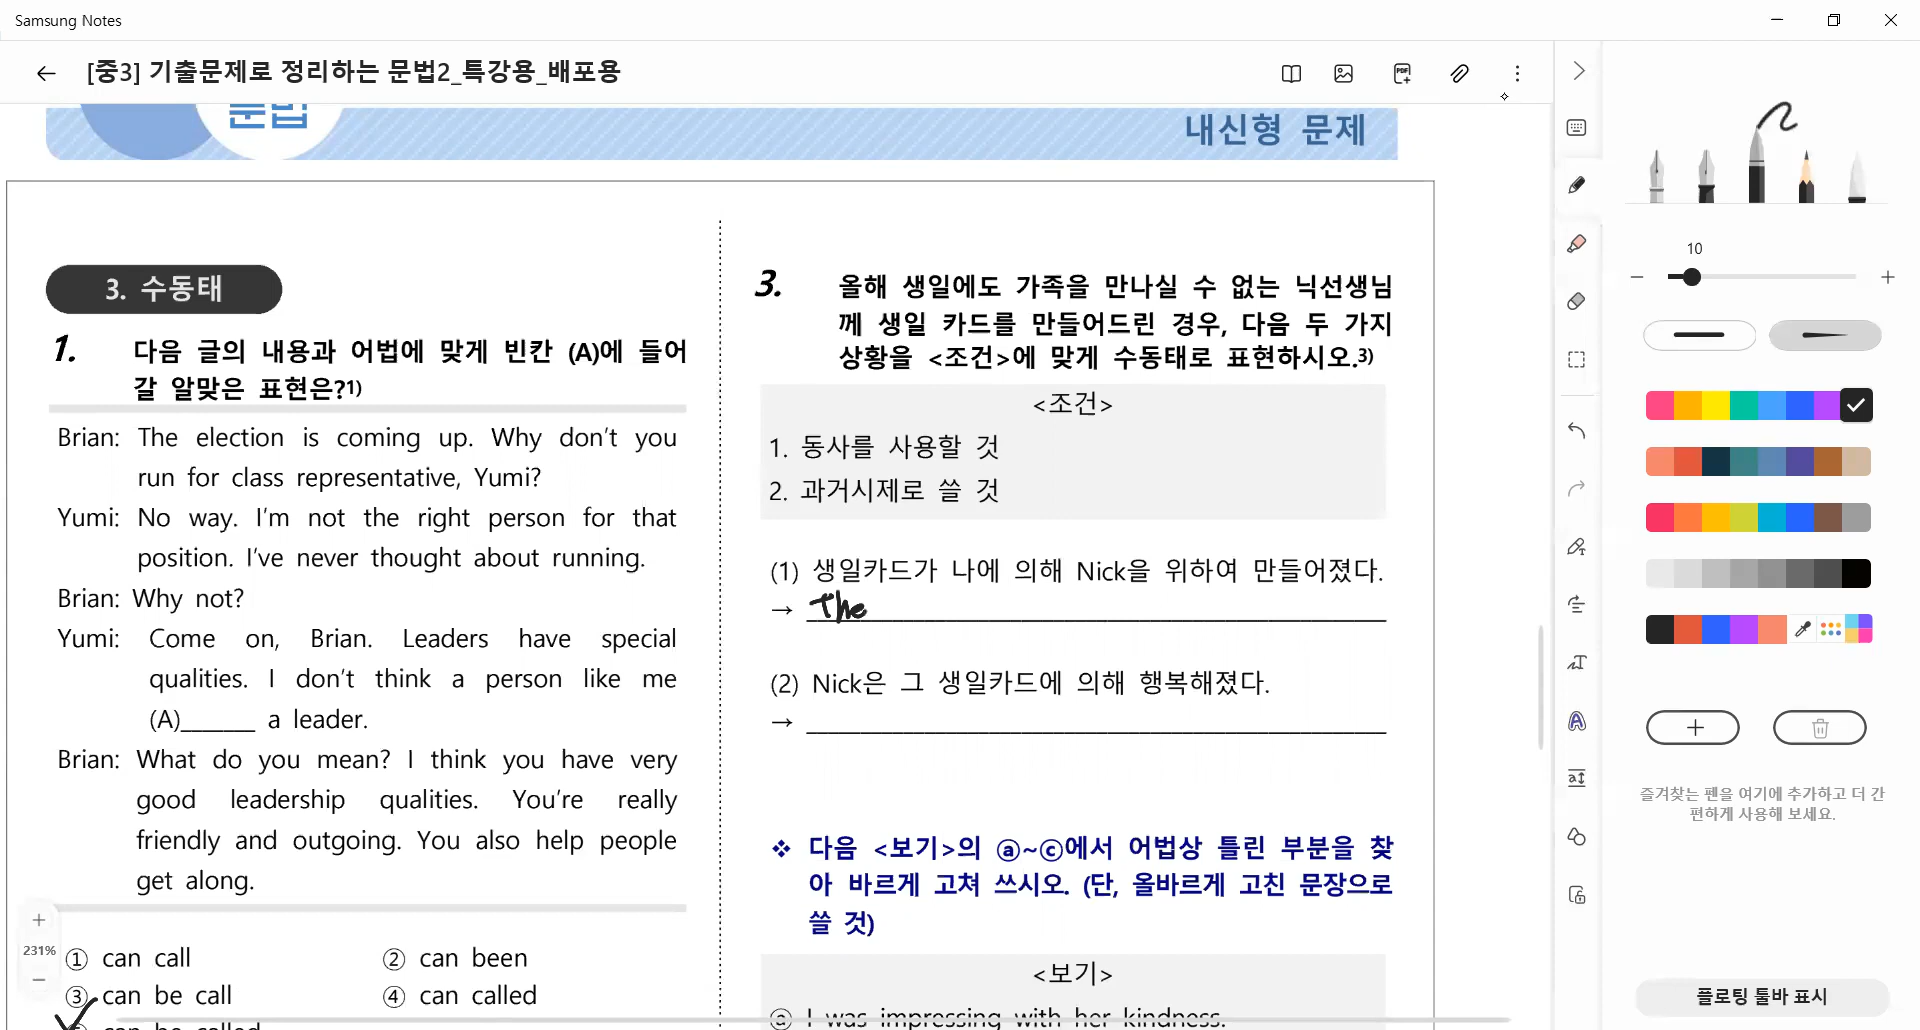 Samsung Notes
[중3] 기출문제로 정리하는 문법2_특강용_배포용
문법
내신형 문제
3. 수동태
1. 다음 글의 내용과 어법에 맞게 빈칸 (A)에 들어
갈 알맞은 표현은?1)
Brian: The election is coming up. Why don't you
run for class representative, Yumi?
Yumi: No way. I'm not the right person for that
position. I've never thought about running.
Brian: Why not?
Yumi: Come on, Brian. Leaders have special
qualities. I don't think a person like me
(A)______ a leader.
Brian: What do you mean? I think you have very
good leadership qualities. You're really
friendly and outgoing. You also help people
get along.
① can call ② can been
③ can be call ④ can called
can be called
3. 올해 생일에도 가족을 만나실 수 없는 닉선생님
께 생일 카드를 만들어드린 경우, 다음 두 가지
상황을 <조건>에 맞게 수동태로 표현하시오.3)
<조건>
1. 동사를 사용할 것
2. 과거시제로 쓸 것
(1) 생일카드가 나에 의해 Nick을 위하여 만들어졌다.
→ The
(2) Nick은 그 생일카드에 의해 행복해졌다.
→
❖ 다음 <보기>의 ⓐ~ⓒ에서 어법상 틀린 부분을 찾
아 바르게 고쳐 쓰시오. (단, 올바르게 고친 문장으로
쓸 것)
<보기>
ⓐ I was impressing with her kindness.
231%
10
즐겨찾는 펜을 여기에 추가하고 더 간
편하게 사용해 보세요.
플로팅 툴바 표시